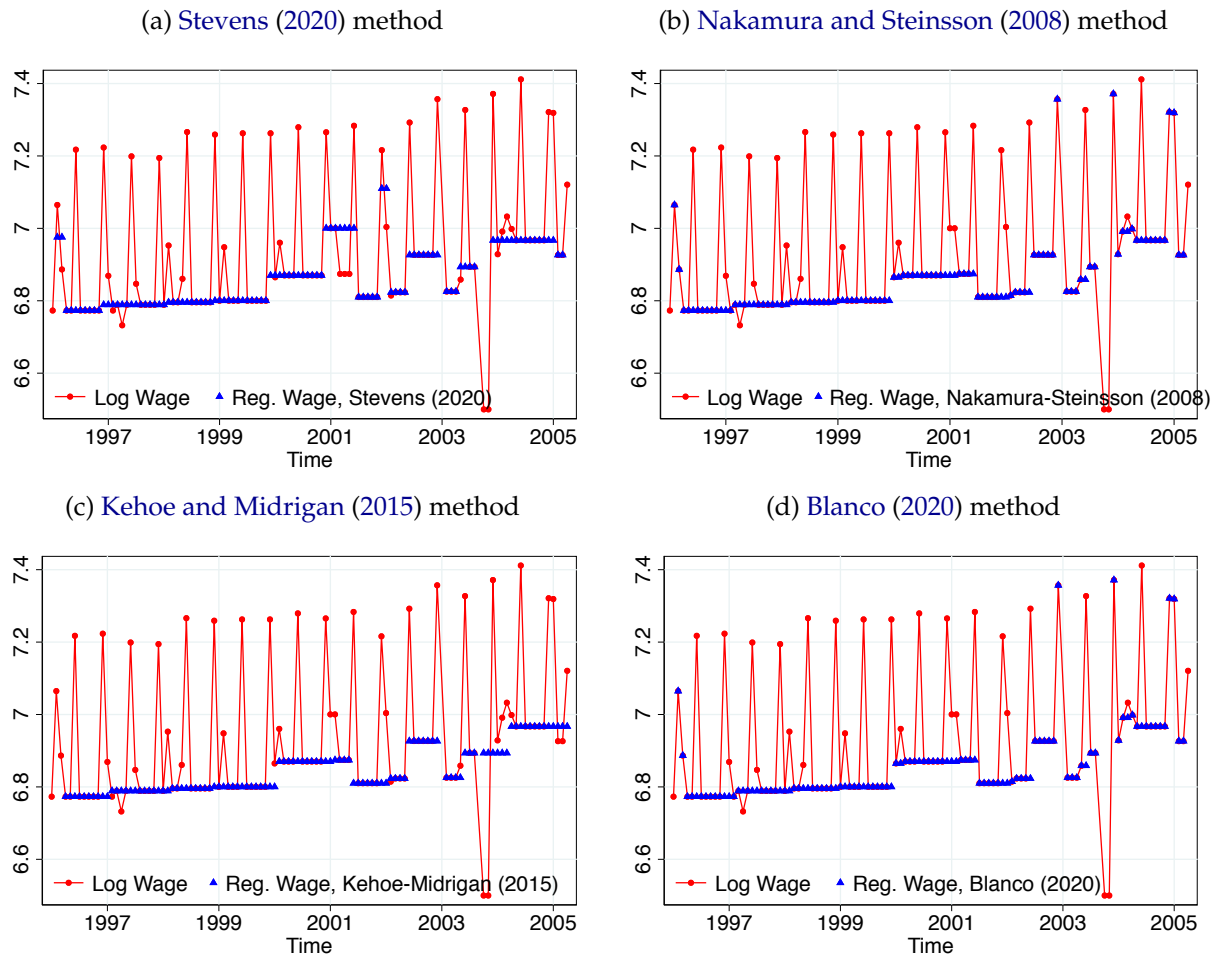 (a) Stevens (2020) method
7.4
7.2
7
6.8
6.6
Log Wage Reg. Wage, Stevens (2020)
1997 1999 2001 2003 2005
Time
(b) Nakamura and Steinsson (2008) method
7.4
7.2
7
6.8
6.6
Log Wage Reg. Wage, Nakamura-Steinsson (2008)
1997 1999 2001 2003 2005
Time
(c) Kehoe and Midrigan (2015) method
7.4
7.2
7
6.8
6.6
Log Wage Reg. Wage, Kehoe-Midrigan (2015)
1997 1999 2001 2003 2005
Time
(d) Blanco (2020) method
7.4
7.2
7
6.8
6.6
Log Wage Reg. Wage, Blanco (2020)
1997 1999 2001 2003 2005
Time